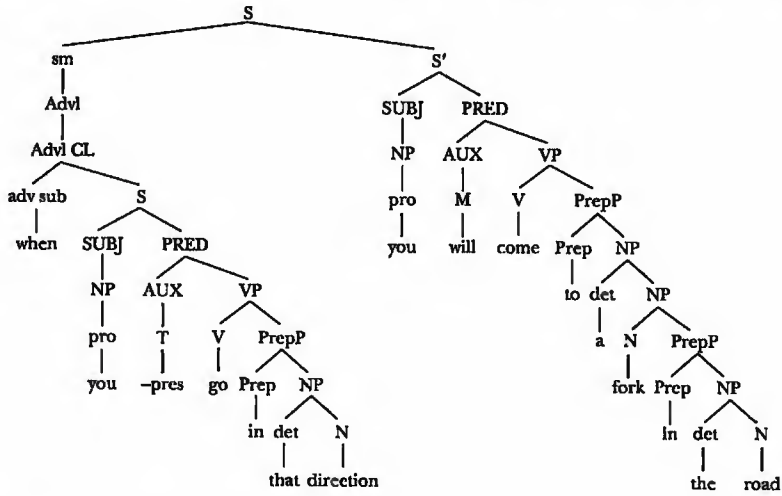 S
sm S′
Advl SUBJ PRED
Advl CL NP AUX VP
adv sub S pro M V PrepP
when SUBJ PRED you will come Prep NP
NP AUX VP to det NP
pro T V PrepP a N PrepP
you –pres go Prep NP fork Prep NP
in det N in det N
that direction the road